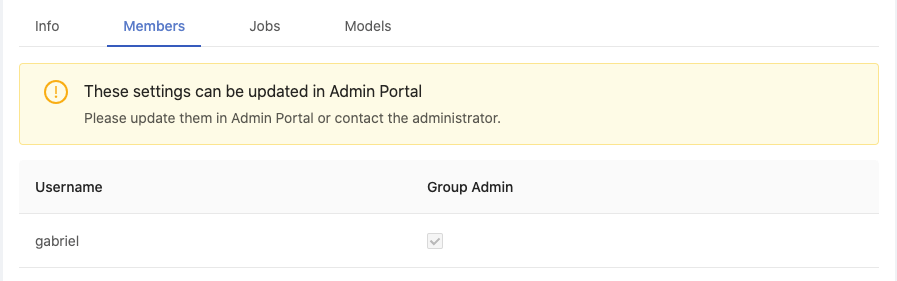 Info Members Jobs Models
These settings can be updated in Admin Portal
Please update them in Admin Portal or contact the administrator.
Username Group Admin
gabriel